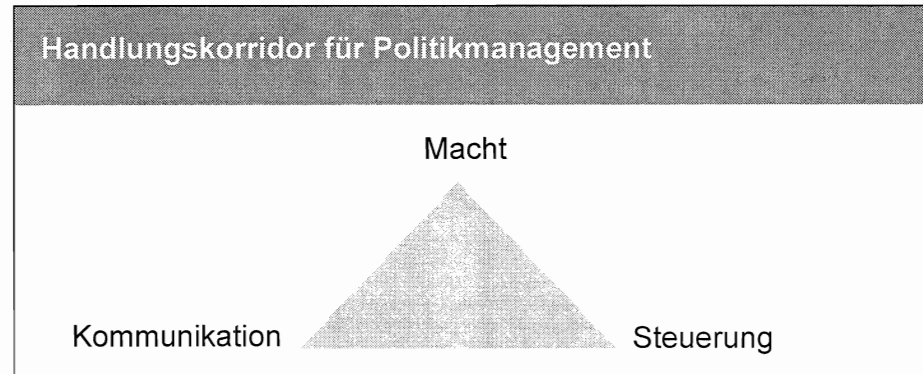 Handlungskorridor für Politikmanagement
Macht
Kommunikation Steuerung